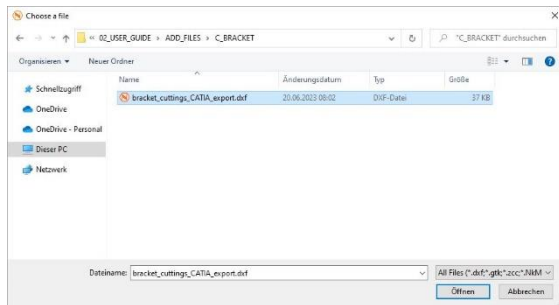 Choose a file
« 02_USER_GUIDE > ADD_FILES > C_BRACKET
"C_BRACKET" durchsuchen
Organisieren Neuer Ordner
Name Änderungsdatum Typ Größe
bracket_cuttings_CATIA_export.dxf 20.06.2023 08:02 DXF-Datei 37 KB
Schnellzugriff
OneDrive
OneDrive - Personal
Dieser PC
Netzwerk
Dateiname: bracket_cuttings_CATIA_export.dxf All Files (*.dxf;*.gtk;*.zcc;*.NkM
Öffnen Abbrechen